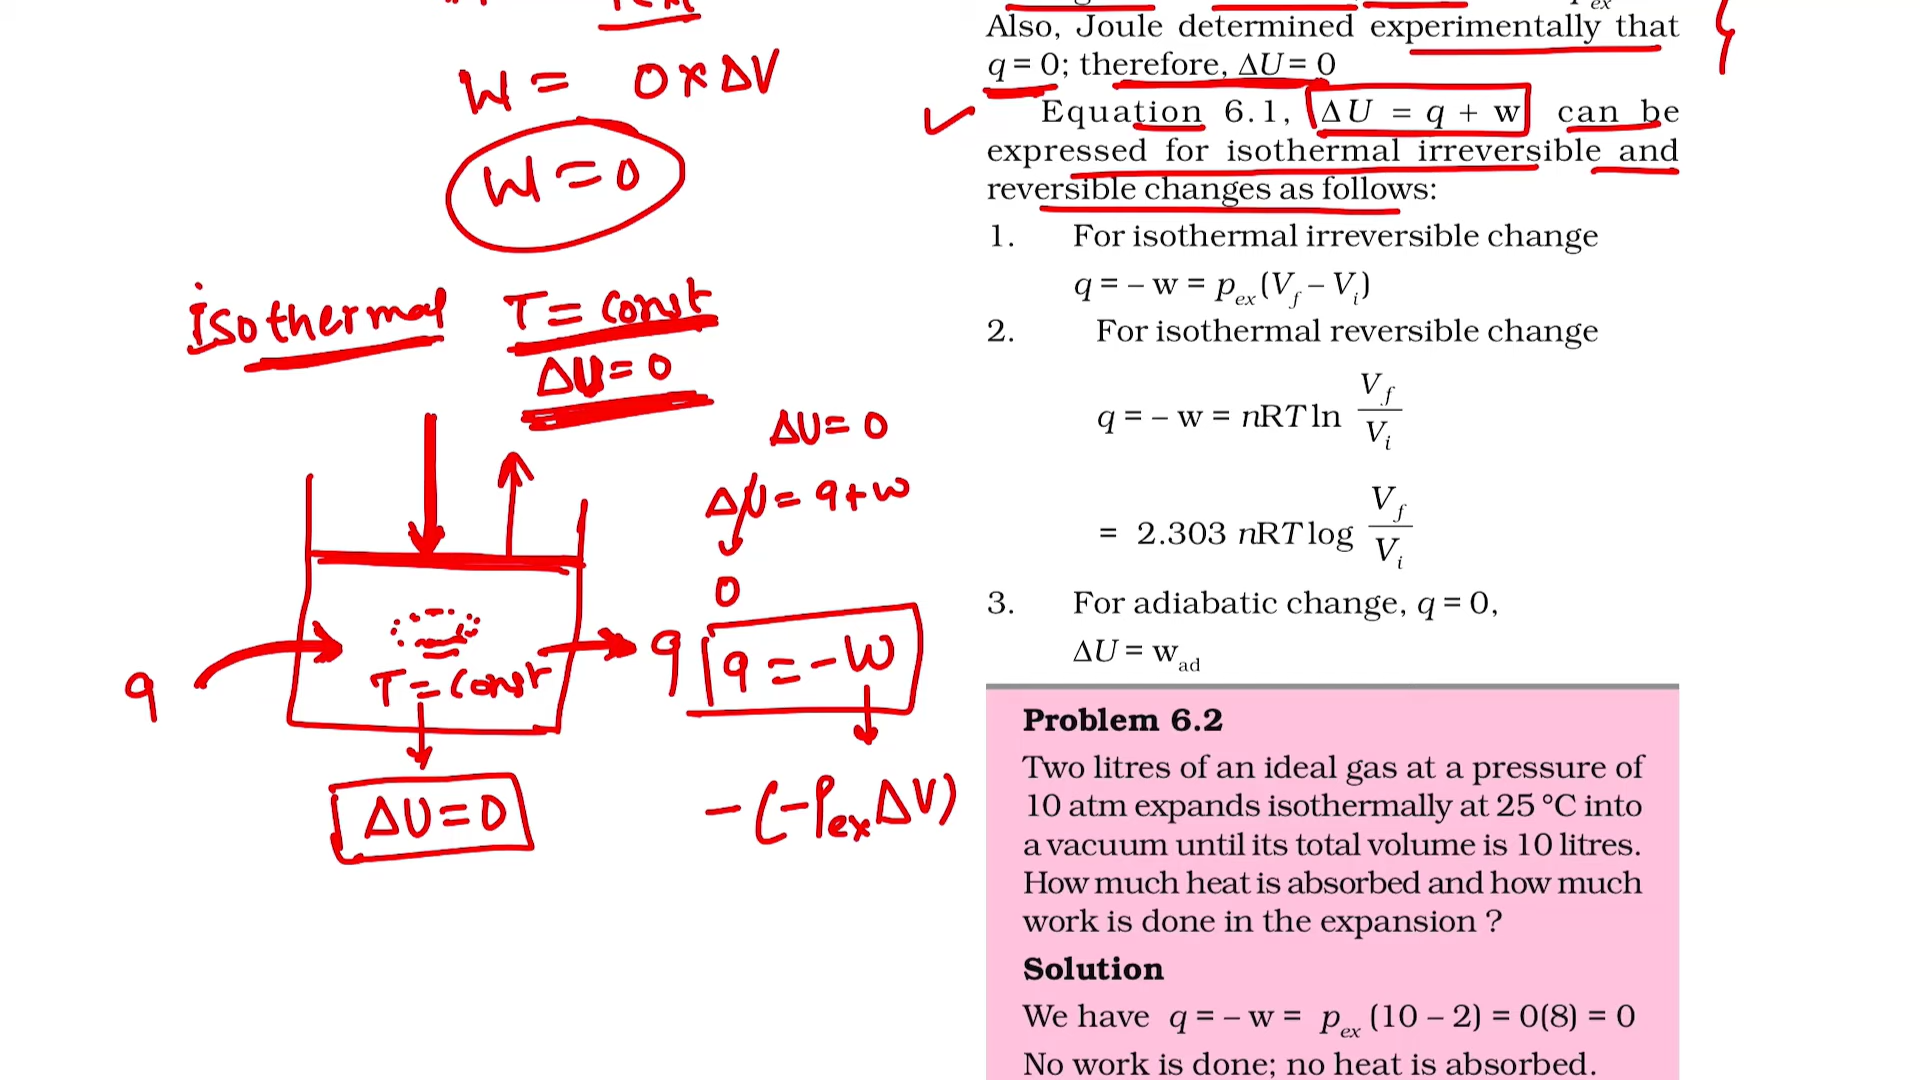 W = 0 × ΔV
W = 0
isothermal T = const
ΔU = 0
ΔU = 0
ΔU = q + w
0
q
T = const
q
q = -W
ΔU = 0
-(-Pex ΔV)
ex
Also, Joule determined experimentally that
q = 0; therefore, ΔU = 0
Equation 6.1, ΔU = q + w can be
expressed for isothermal irreversible and
reversible changes as follows:
1. For isothermal irreversible change
q = – w = pex (Vf – Vi)
2. For isothermal reversible change
q = – w = nRT ln Vf/Vi
= 2.303 nRT log Vf/Vi
3. For adiabatic change, q = 0,
ΔU = wad
Problem 6.2
Two litres of an ideal gas at a pressure of
10 atm expands isothermally at 25 °C into
a vacuum until its total volume is 10 litres.
How much heat is absorbed and how much
work is done in the expansion ?
Solution
We have q = – w = pex (10 – 2) = 0(8) = 0
No work is done; no heat is absorbed.